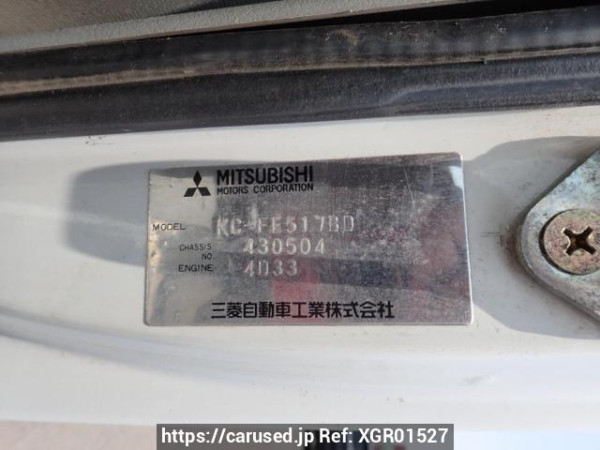 MITSUBISHI
MOTORS CORPORATION
MODEL KC-FE517BD
CHASSIS NO. 430504
ENGINE 4D33
三菱自動車工業株式会社
https://carused.jp Ref: XGR01527